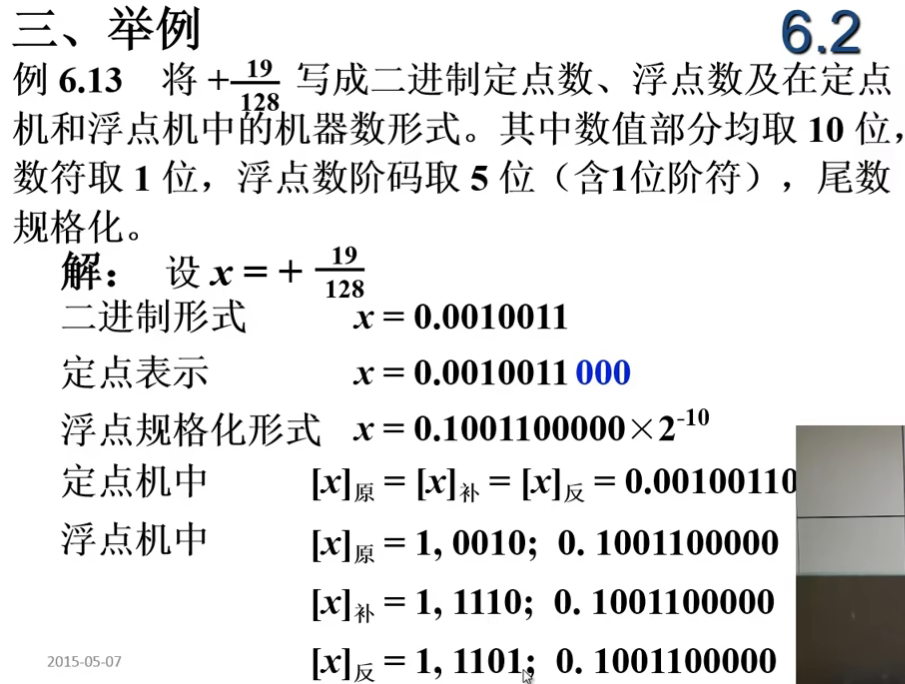 三、举例
6.2
例 6.13 将 +19/128 写成二进制定点数、浮点数及在定点
机和浮点机中的机器数形式。其中数值部分均取 10 位，
数符取 1 位，浮点数阶码取 5 位（含1位阶符），尾数
规格化。
解： 设 x = + 19/128
二进制形式 x = 0.0010011
定点表示 x = 0.0010011 000
浮点规格化形式 x = 0.1001100000×2^-10
定点机中 [x]原 = [x]补 = [x]反 = 0.00100110
浮点机中 [x]原 = 1, 0010; 0. 1001100000
[x]补 = 1, 1110; 0. 1001100000
[x]反 = 1, 1101; 0. 1001100000
2015-05-07